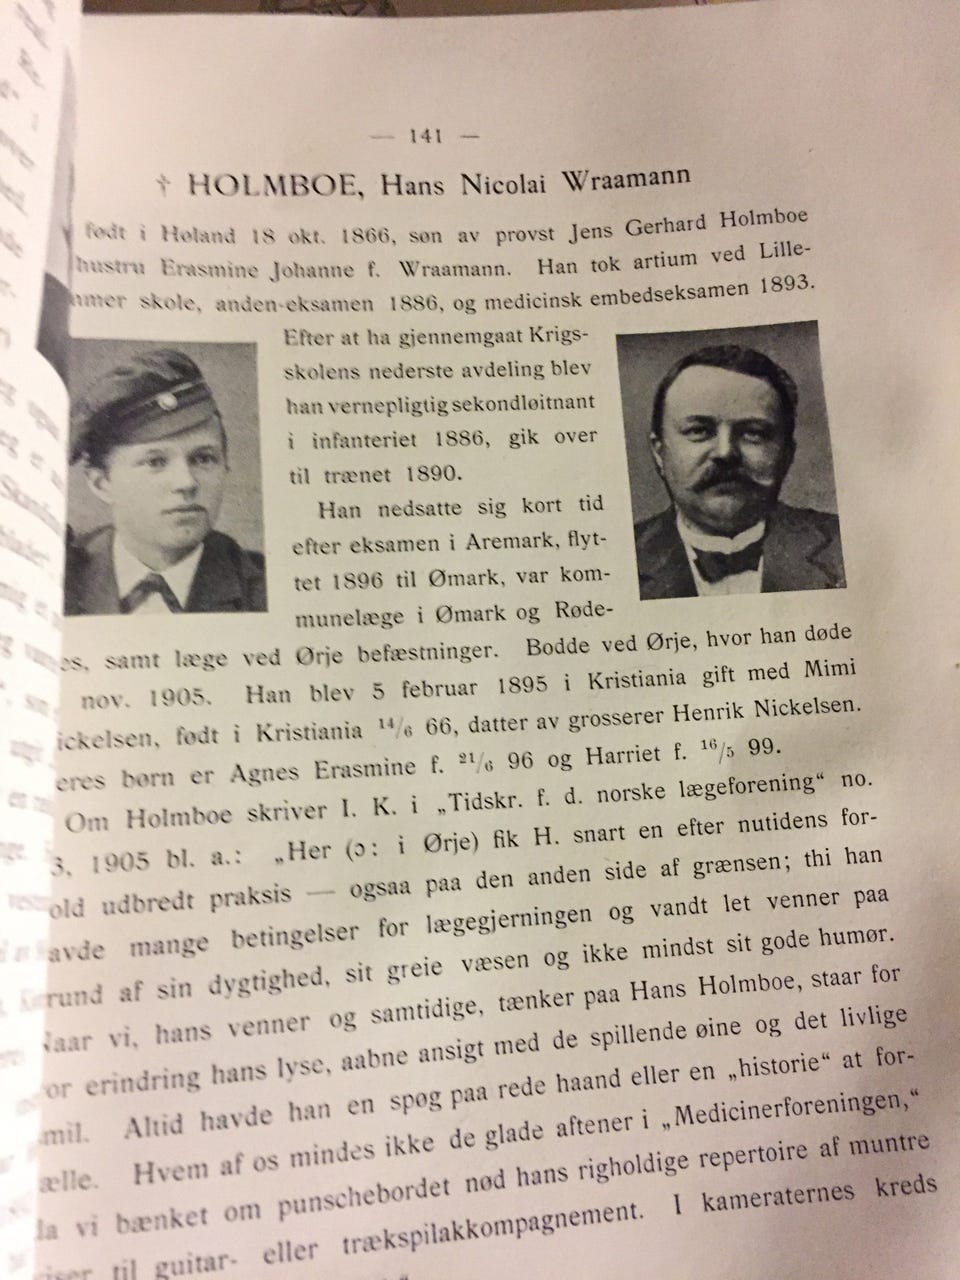 — 141 —
† HOLMBOE, Hans Nicolai Wraamann
født i Høland 18 okt. 1866, søn av provst Jens Gerhard Holmboe
hustru Erasmine Johanne f. Wraamann. Han tok artium ved Lille-
mer skole, anden-eksamen 1886, og medicinsk embedseksamen 1893.
Efter at ha gjennemgaat Krigs-
skolens nederste avdeling blev
han vernepligtig sekondløitnant
i infanteriet 1886, gik over
til trænet 1890.
Han nedsatte sig kort tid
efter eksamen i Aremark, flyt-
tet 1896 til Ømark, var kom-
munelæge i Ømark og Røde-
es, samt læge ved Ørje befæstninger. Bodde ved Ørje, hvor han døde
nov. 1905. Han blev 5 februar 1895 i Kristiania gift med Mimi
ickelsen, født i Kristiania 14/6 66, datter av grosserer Henrik Nickelsen.
eres børn er Agnes Erasmine f. 21/6 96 og Harriet f. 16/5 99.
Om Holmboe skriver I. K. i „Tidskr. f. d. norske lægeforening“ no.
3, 1905 bl. a.: „Her (ɔ: i Ørje) fik H. snart en efter nutidens for-
old udbredt praksis — ogsaa paa den anden side af grænsen; thi han
avde mange betingelser for lægegjerningen og vandt let venner paa
rund af sin dygtighed, sit greie væsen og ikke mindst sit gode humør.
aar vi, hans venner og samtidige, tænker paa Hans Holmboe, staar for
or erindring hans lyse, aabne ansigt med de spillende øine og det livlige
mil. Altid havde han en spøg paa rede haand eller en „historie“ at for-
ælle. Hvem af os mindes ikke de glade aftener i „Medicinerforeningen,“
da vi bænket om punschebordet nød hans righoldige repertoire af muntre
iser til guitar- eller trækspilakkompagnement. I kameraternes kreds